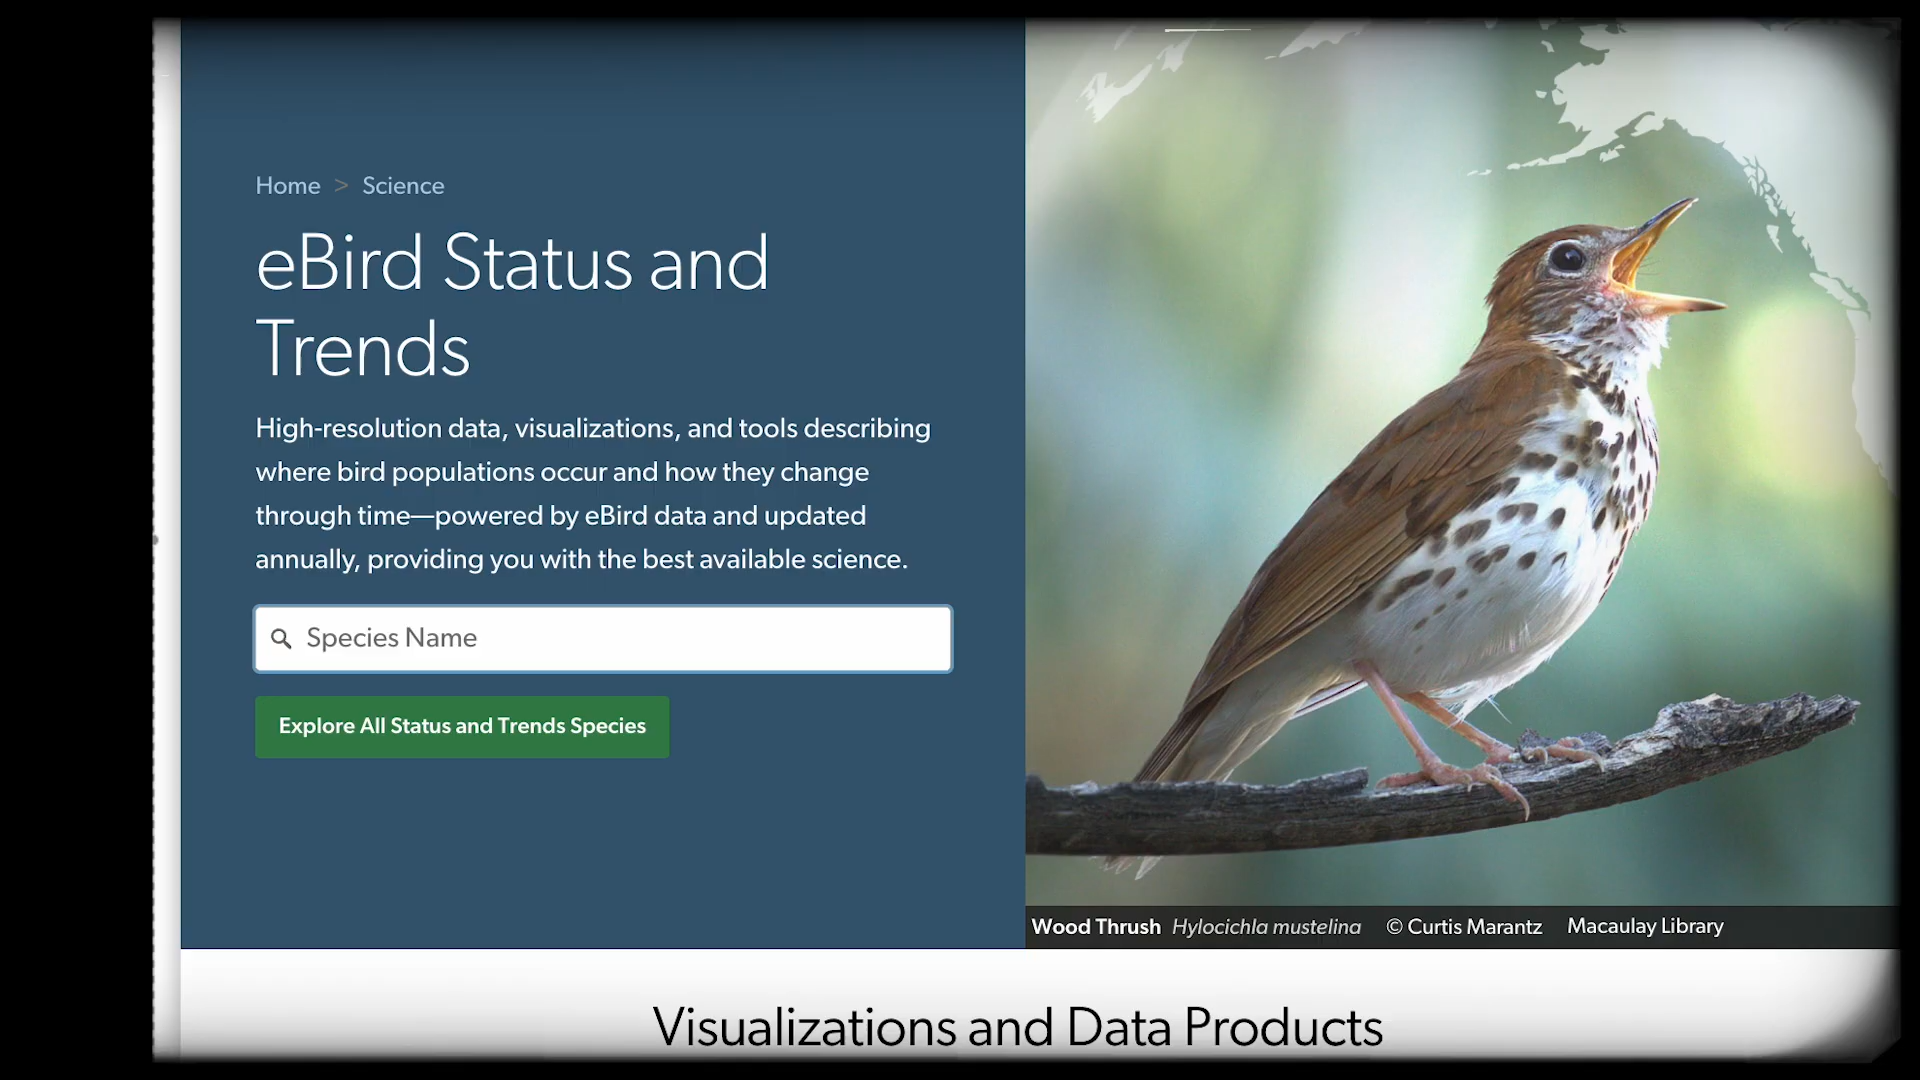 Home > Science
eBird Status and
Trends
High-resolution data, visualizations, and tools describing
where bird populations occur and how they change
through time—powered by eBird data and updated
annually, providing you with the best available science.
Species Name
Explore All Status and Trends Species
Wood Thrush Hylocichla mustelina © Curtis Marantz Macaulay Library
Visualizations and Data Products